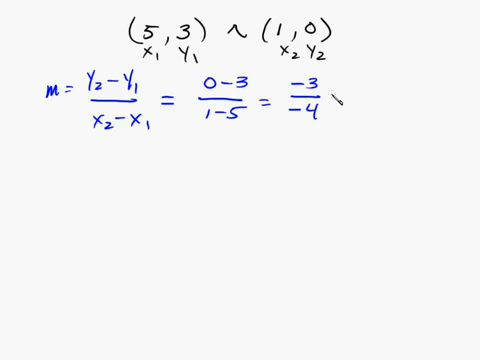 (5, 3) ~ (1, 0)
x₁ y₁ x₂ y₂
m = y₂ - y₁ / x₂ - x₁ = 0 - 3 / 1 - 5 = -3 / -4